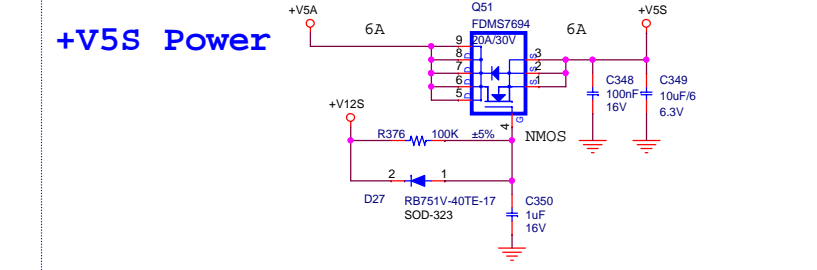 +V5S Power
+V5A
6A
Q51
FDMS7694
20A/30V
6A
+V5S
9
8
7
6
5
D
D
D
D
3
2
1
S
S
S
G
4
NMOS
C348
100nF
16V
C349
10uF/6
6.3V
+V12S
R376
100K
±5%
2
1
D27
RB751V-40TE-17
SOD-323
C350
1uF
16V